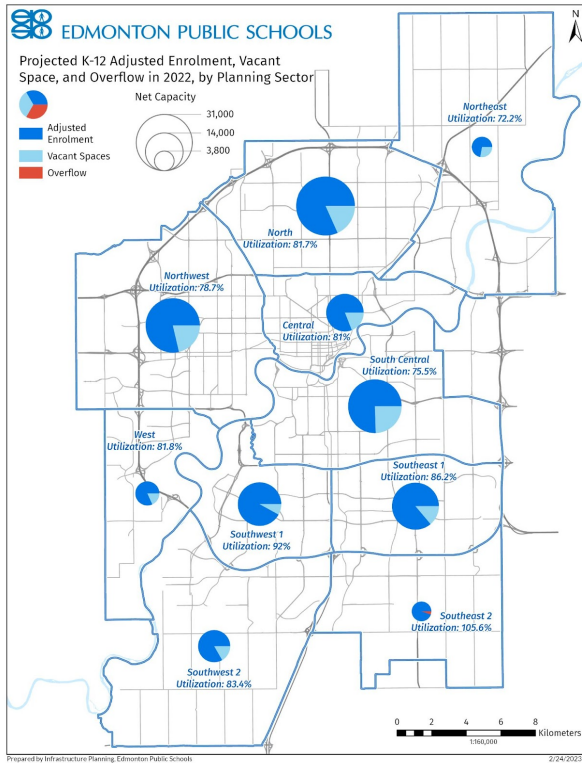 EDMONTON PUBLIC SCHOOLS
N
Projected K-12 Adjusted Enrolment, Vacant
Space, and Overflow in 2022, by Planning Sector
Adjusted
Enrolment
Vacant Spaces
Overflow
Net Capacity
31,000
14,000
3,800
Northeast
Utilization: 72.2%
North
Utilization: 81.7%
Northwest
Utilization: 78.7%
Central
Utilization: 81%
South Central
Utilization: 75.5%
West
Utilization: 81.8%
Southeast 1
Utilization: 86.2%
Southwest 1
Utilization: 92%
Southeast 2
Utilization: 105.6%
Southwest 2
Utilization: 83.4%
0 2 4 6 8
Kilometers
1:160,000
Prepared by Infrastructure Planning, Edmonton Public Schools
2/24/2023